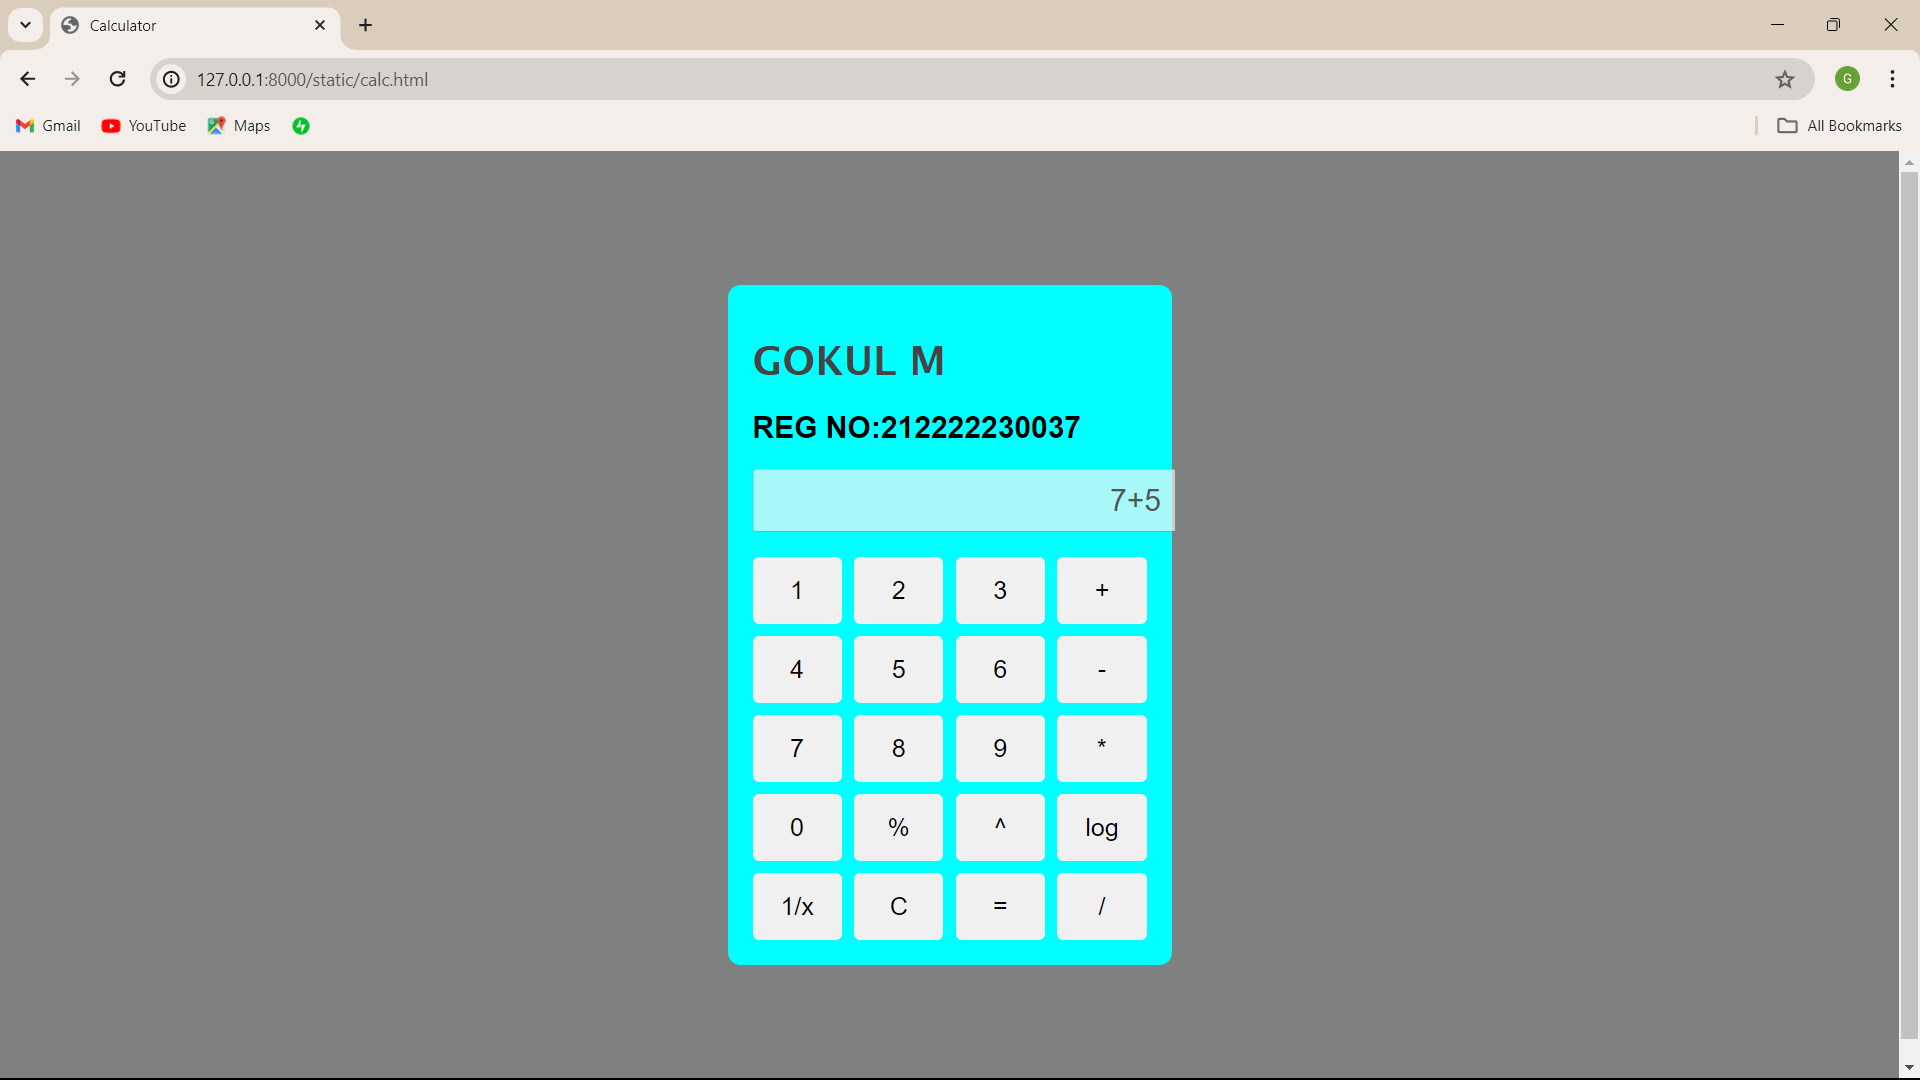 Calculator
127.0.0.1:8000/static/calc.html
G
Gmail YouTube Maps All Bookmarks
GOKUL M
REG NO:212222230037
7+5
1 2 3 +
4 5 6 -
7 8 9 *
0 % ^ log
1/x C = /